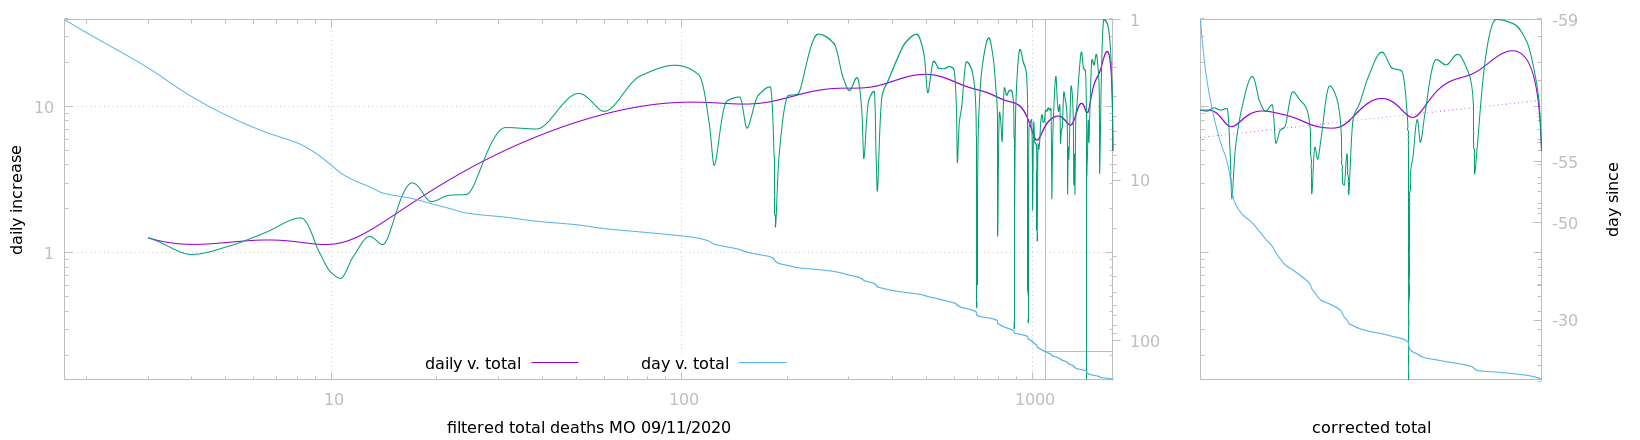 1
-59
10
daily increase
-55
10
day since
-50
1
-30
100
daily v. total
day v. total
10
100
1000
filtered total deaths MO 09/11/2020
corrected total